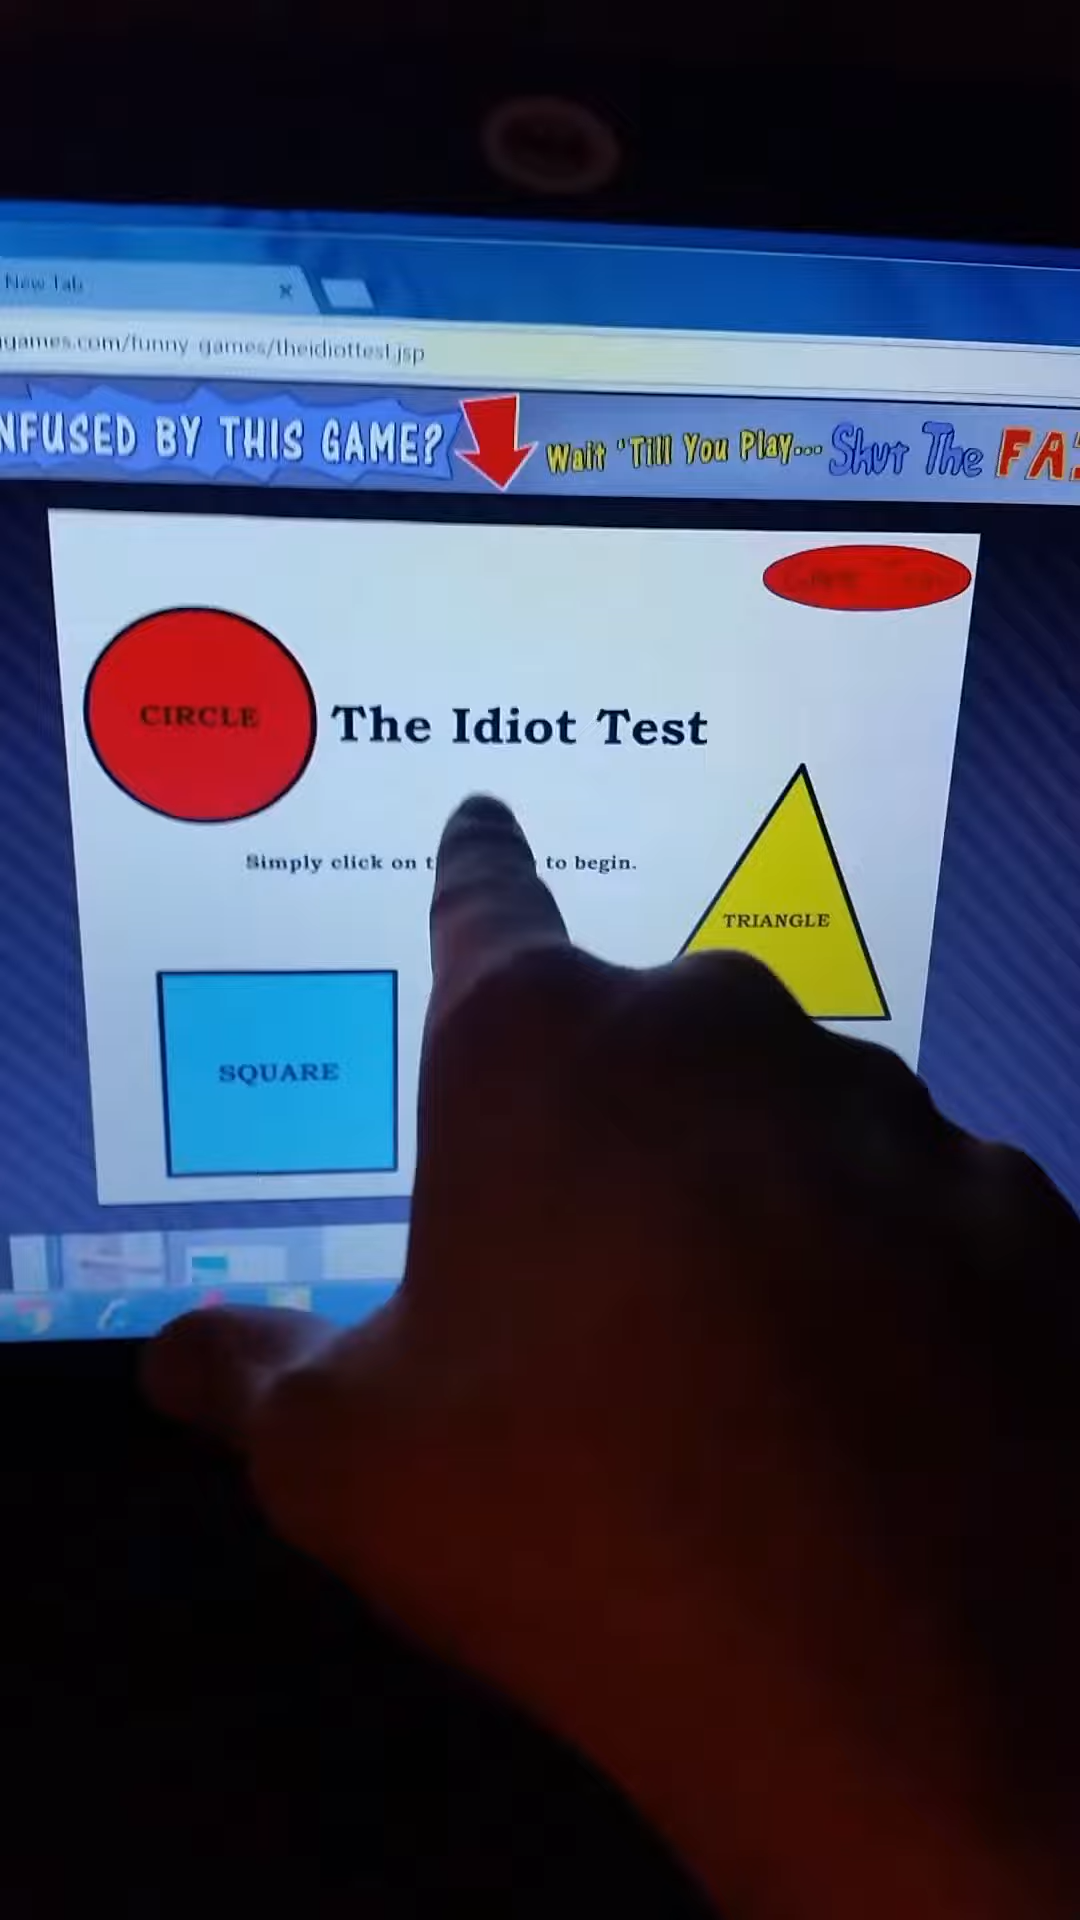 New Tab
games.com/funny-games/theidiottest.jsp
NFUSED BY THIS GAME?
Wait 'Till You Play... Shut The FA
CIRCLE
The Idiot Test
Simply click on t to begin.
TRIANGLE
SQUARE